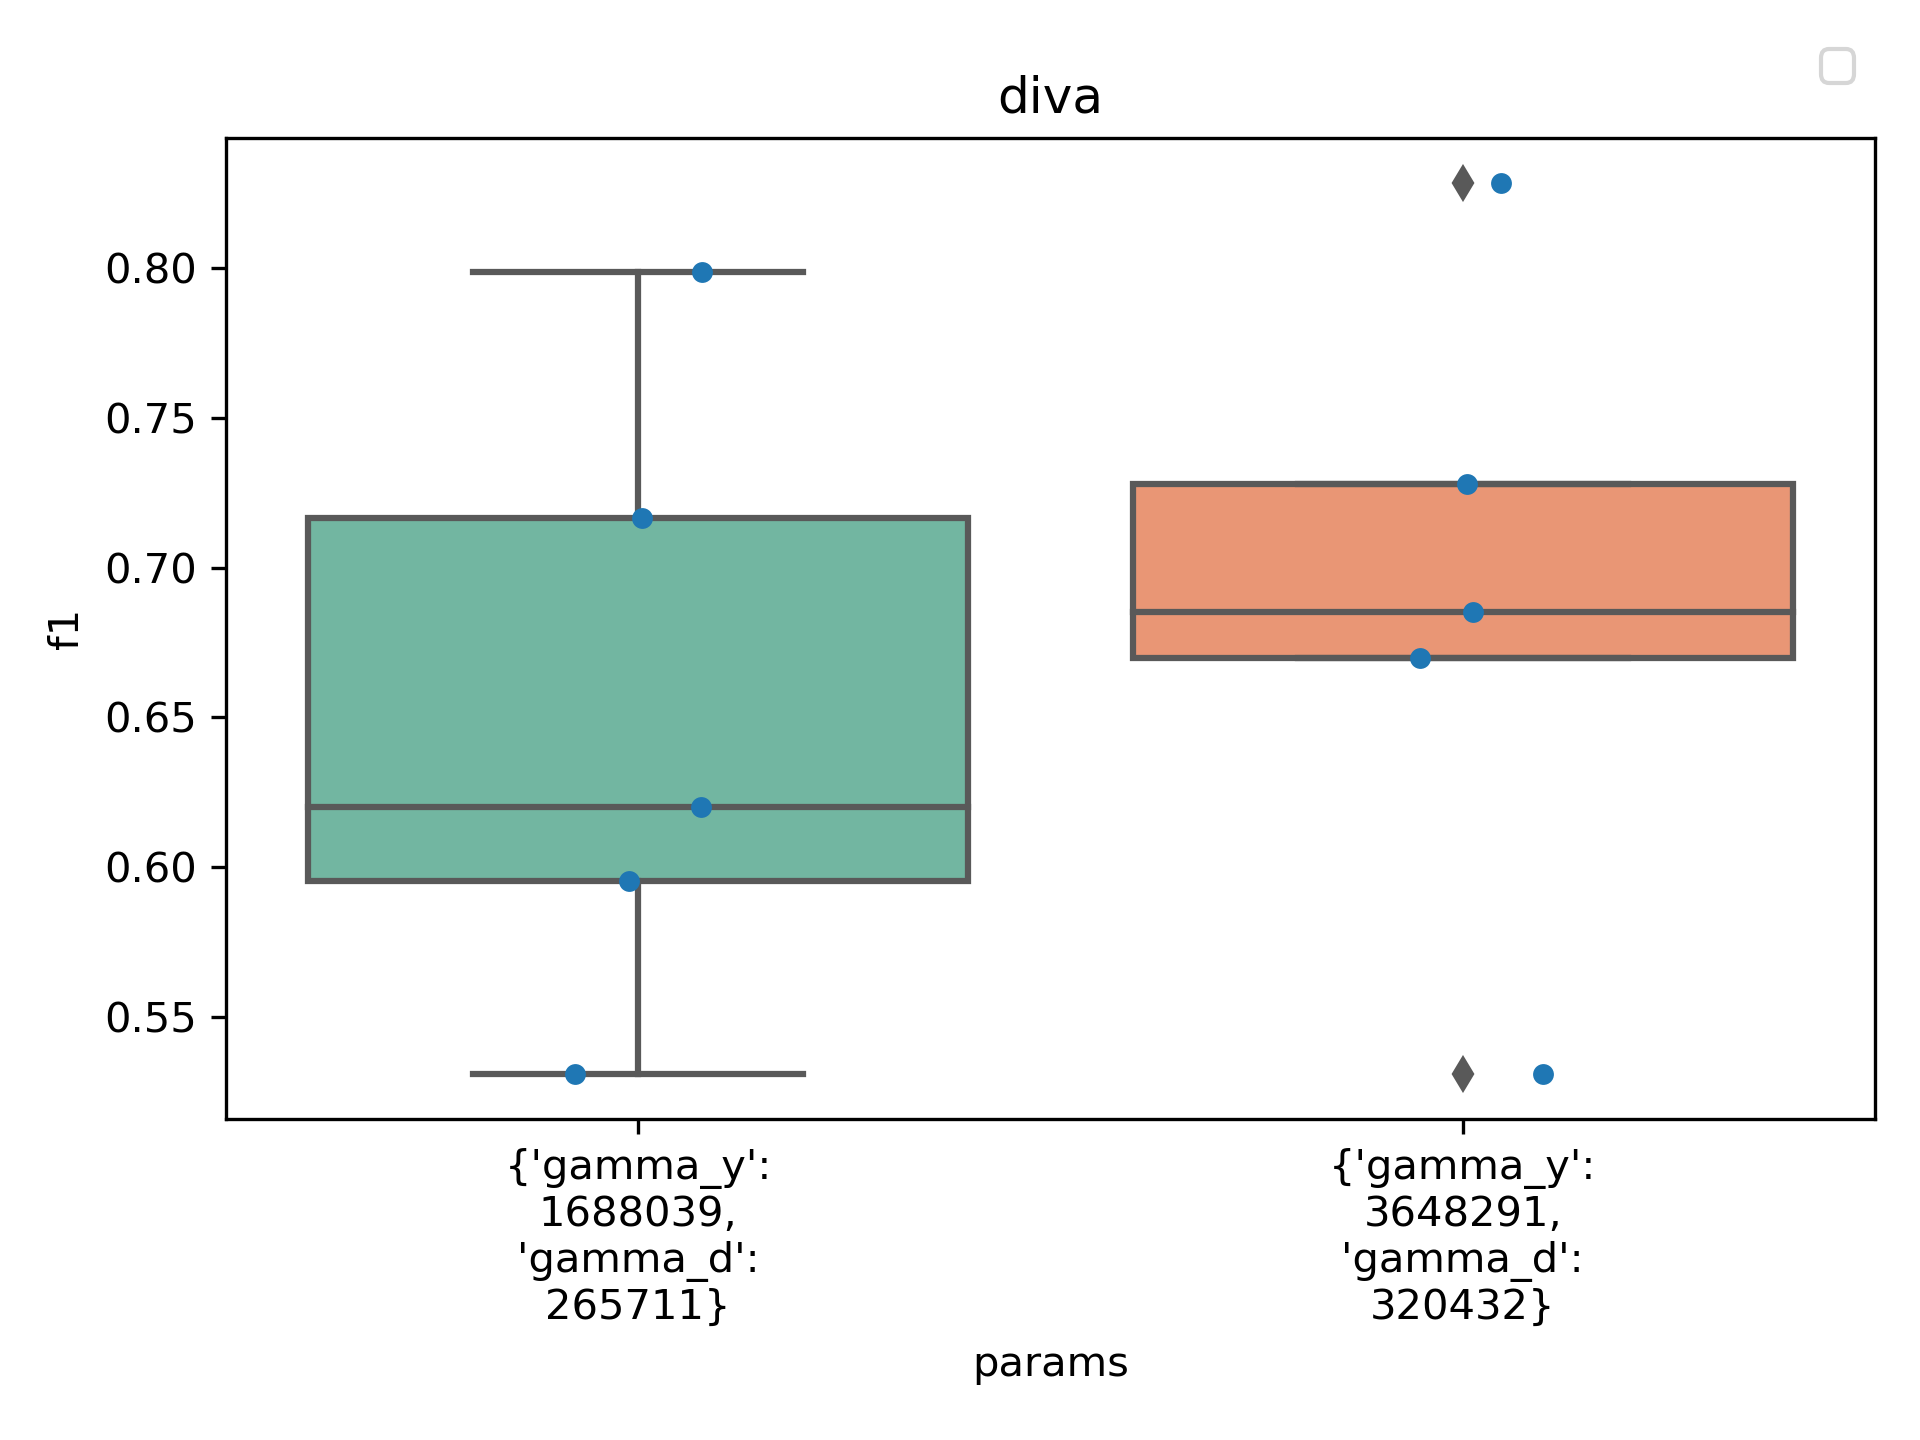 diva
f1
0.80
0.75
0.70
0.65
0.60
0.55
{'gamma_y':
1688039,
'gamma_d':
265711}
{'gamma_y':
3648291,
'gamma_d':
320432}
params